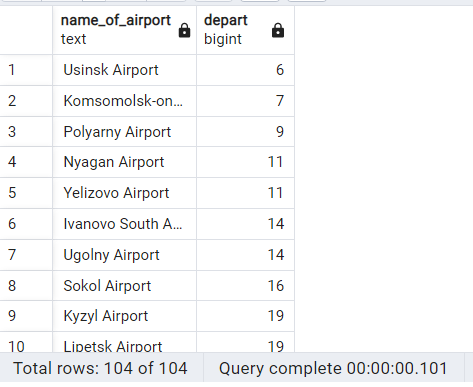 name_of_airport depart
text bigint
1 Usinsk Airport 6
2 Komsomolsk-on... 7
3 Polyarny Airport 9
4 Nyagan Airport 11
5 Yelizovo Airport 11
6 Ivanovo South A... 14
7 Ugolny Airport 14
8 Sokol Airport 16
9 Kyzyl Airport 19
10 Lipetsk Airport 19
Total rows: 104 of 104 Query complete 00:00:00.101